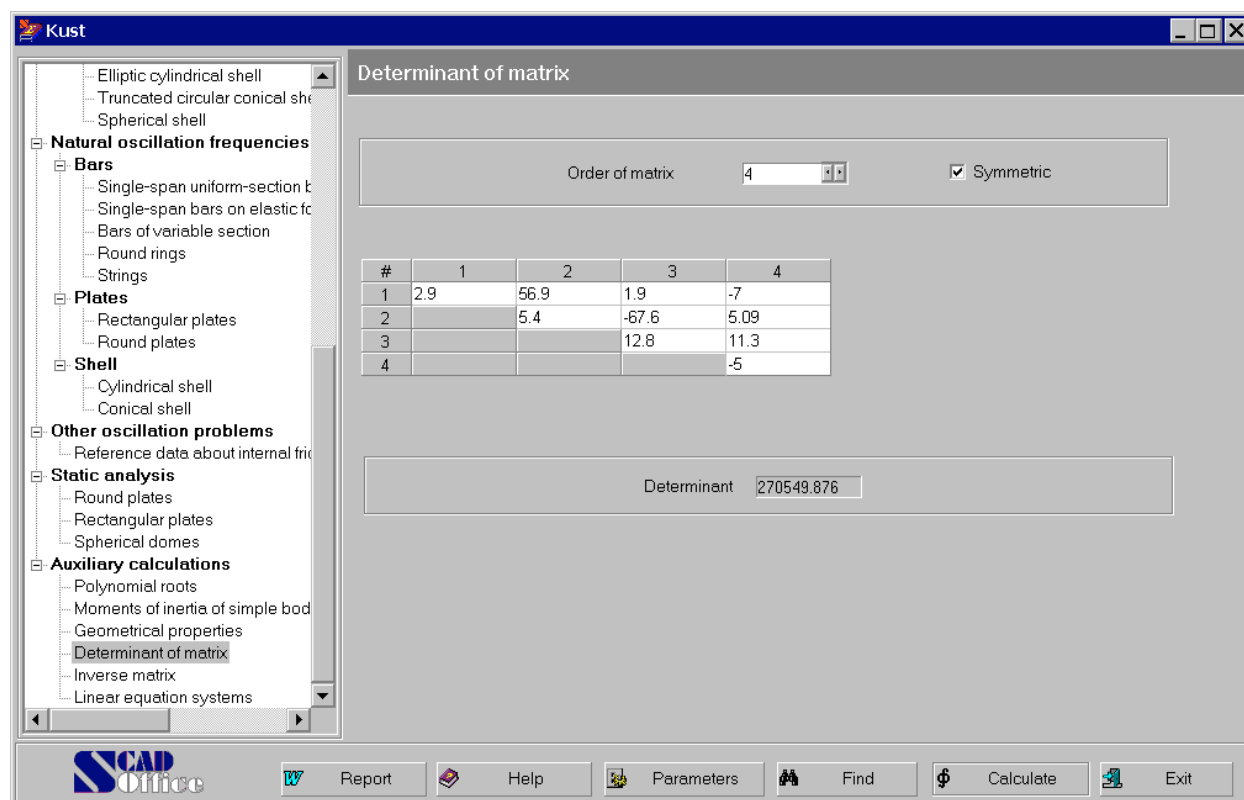 Kust
Elliptic cylindrical shell
Truncated circular conical she
Spherical shell
Natural oscillation frequencies
Bars
Single-span uniform-section b
Single-span bars on elastic fo
Bars of variable section
Round rings
Strings
Plates
Rectangular plates
Round plates
Shell
Cylindrical shell
Conical shell
Other oscillation problems
Reference data about internal fric
Static analysis
Round plates
Rectangular plates
Spherical domes
Auxiliary calculations
Polynomial roots
Moments of inertia of simple bod
Geometrical properties
Determinant of matrix
Inverse matrix
Linear equation systems
Determinant of matrix
Order of matrix 4 Symmetric
# 1 2 3 4
1 2.9 56.9 1.9 -7
2 5.4 -67.6 5.09
3 12.8 11.3
4 -5
Determinant 270549.876
SCAD Office
Report Help Parameters Find Calculate Exit